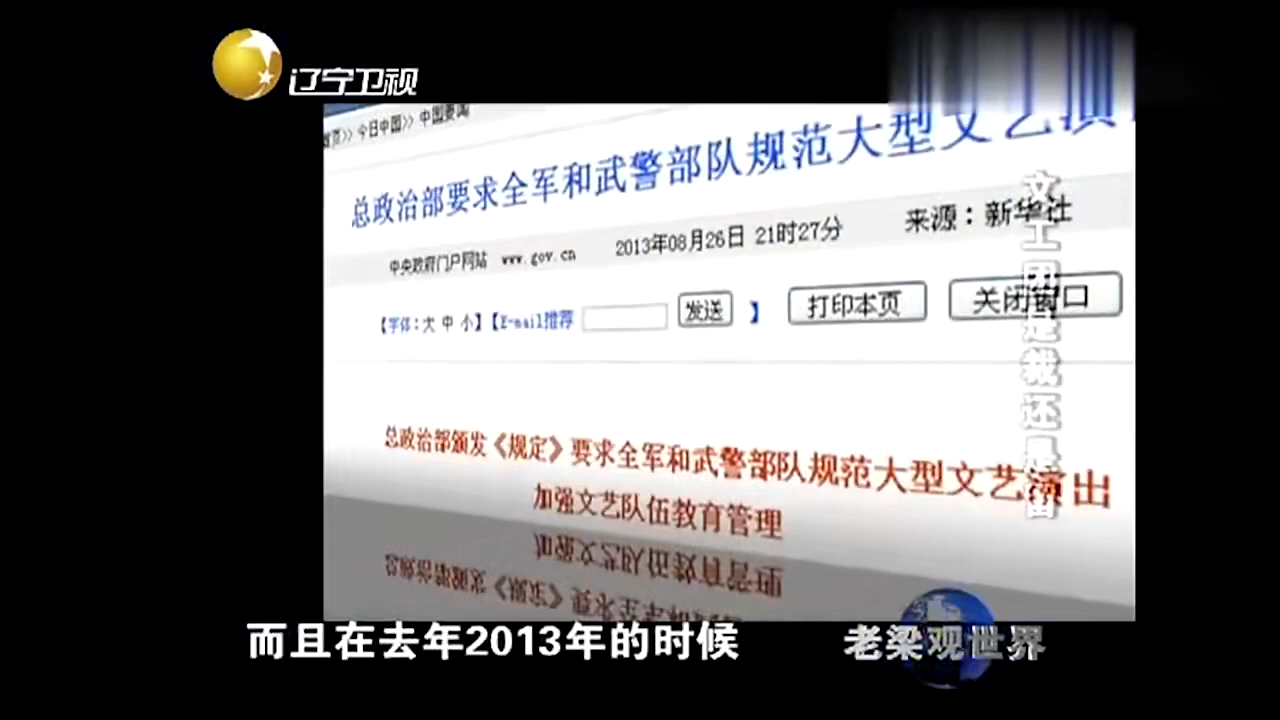 辽宁卫视
首页>> 今日中国>> 中国要闻
总政治部要求全军和武警部队规范大型文艺演
中央政府门户网站 www.gov.cn 2013年08月26日 21时27分 来源：新华社
【字体：大 中 小】【E-mail推荐 发送 】 打印本页 关闭窗口
总政治部颁发《规定》要求全军和武警部队规范大型文艺演出
加强文艺队伍教育管理
文工团是裁还是留
而且在去年2013年的时候
老梁观世界